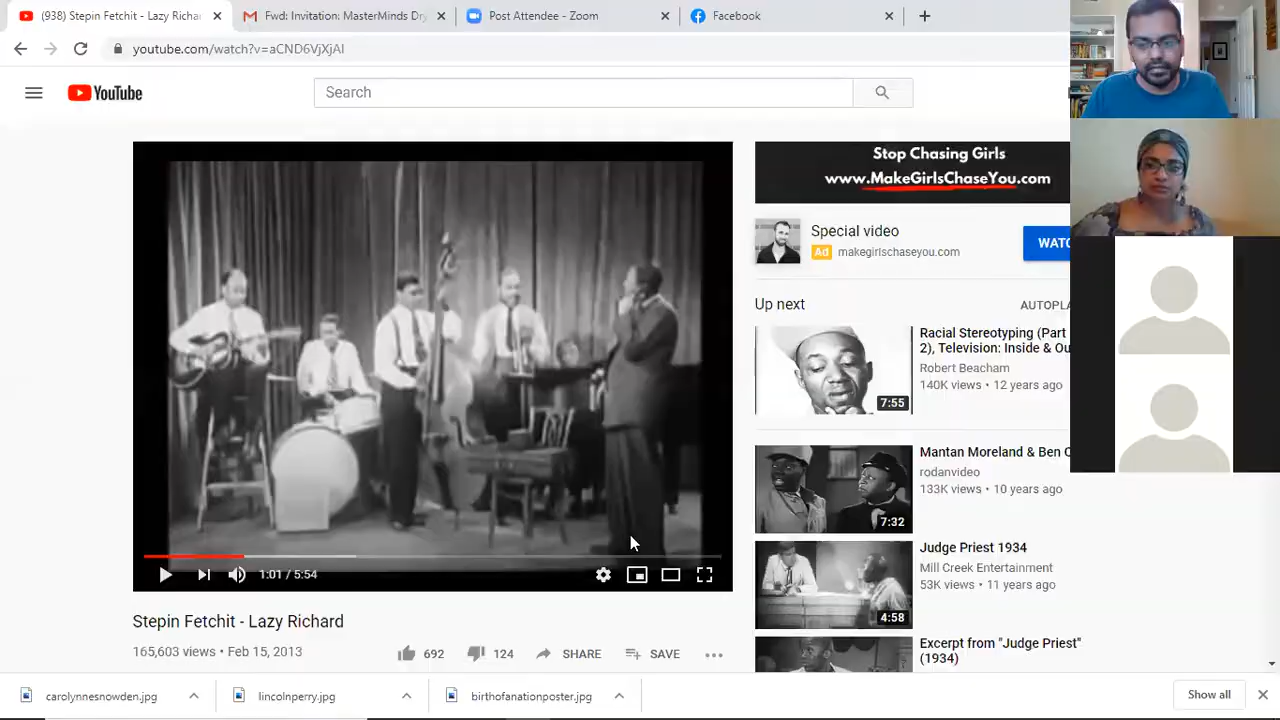 (938) Stepin Fetchit - Lazy Richar
Fwd: Invitation: MasterMinds Dry
Post Attendee - Zoom
Facebook
youtube.com/watch?v=aCND6VjXjAI
YouTube
Search
Stop Chasing Girls
www.MakeGirlsChaseYou.com
Special video
Ad makegirlschaseyou.com
WATC
Up next
AUTOPLA
Racial Stereotyping (Part
2), Television: Inside & Ou
Robert Beacham
140K views • 12 years ago
7:55
Mantan Moreland & Ben C
rodanvideo
133K views • 10 years ago
7:32
Judge Priest 1934
Mill Creek Entertainment
53K views • 11 years ago
4:58
Excerpt from "Judge Priest"
(1934)
1:01 / 5:54
Stepin Fetchit - Lazy Richard
165,603 views • Feb 15, 2013
692
124
SHARE
SAVE
carolynnesnowden.jpg
lincolnperry.jpg
birthofanationposter.jpg
Show all